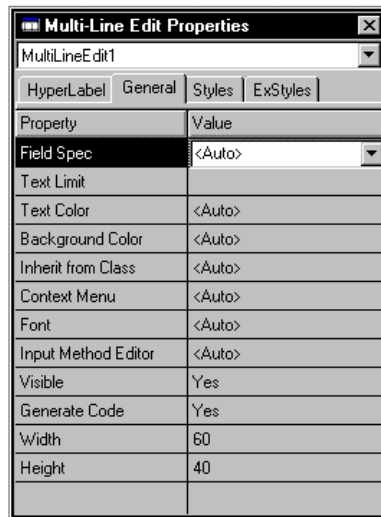 Multi-Line Edit Properties
MultiLineEdit1
HyperLabel General Styles ExStyles
Property Value
Field Spec <Auto>
Text Limit
Text Color <Auto>
Background Color <Auto>
Inherit from Class <Auto>
Context Menu <Auto>
Font <Auto>
Input Method Editor <Auto>
Visible Yes
Generate Code Yes
Width 60
Height 40